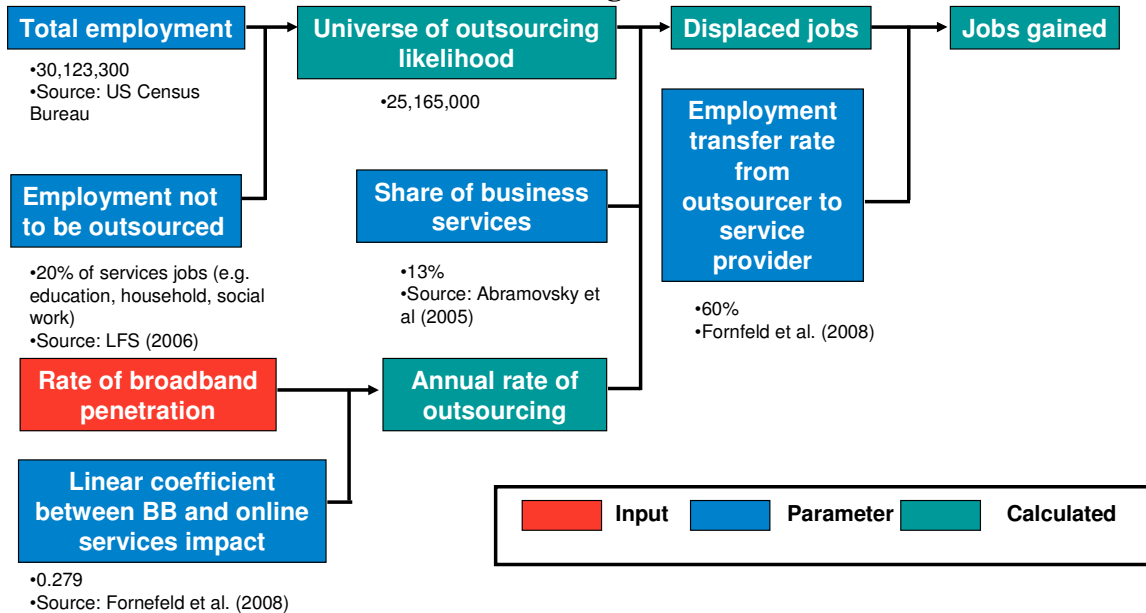 Total employment
•30,123,300
•Source: US Census
Bureau
Universe of outsourcing
likelihood
•25,165,000
Displaced jobs
Jobs gained
Employment not
to be outsourced
•20% of services jobs (e.g.
education, household, social
work)
•Source: LFS (2006)
Share of business
services
•13%
•Source: Abramovsky et
al (2005)
Employment
transfer rate
from
outsourcer to
service
provider
•60%
•Fornfeld et al. (2008)
Rate of broadband
penetration
Annual rate of
outsourcing
Linear coefficient
between BB and online
services impact
•0.279
•Source: Fornefeld et al. (2008)
Input
Parameter
Calculated